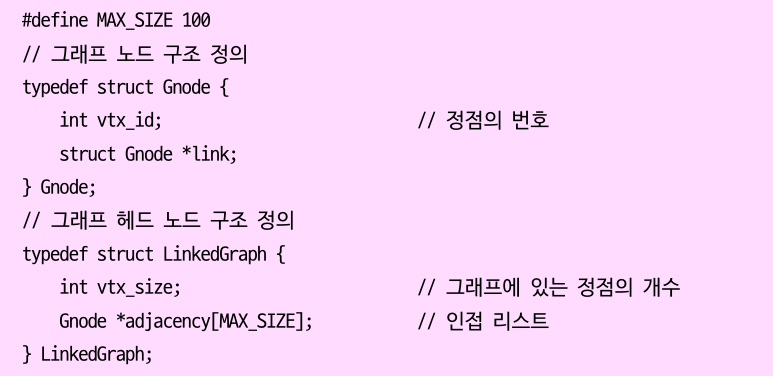 #define MAX_SIZE 100
// 그래프 노드 구조 정의
typedef struct Gnode {
    int vtx_id;                    // 정점의 번호
    struct Gnode *link;
} Gnode;
// 그래프 헤드 노드 구조 정의
typedef struct LinkedGraph {
    int vtx_size;                  // 그래프에 있는 정점의 개수
    Gnode *adjacency[MAX_SIZE];    // 인접 리스트
} LinkedGraph;